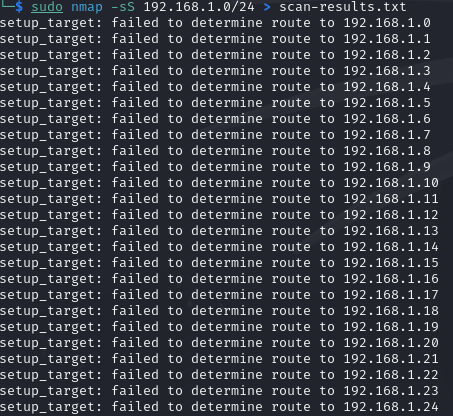 └─$ sudo nmap -sS 192.168.1.0/24 > scan-results.txt
setup_target: failed to determine route to 192.168.1.0
setup_target: failed to determine route to 192.168.1.1
setup_target: failed to determine route to 192.168.1.2
setup_target: failed to determine route to 192.168.1.3
setup_target: failed to determine route to 192.168.1.4
setup_target: failed to determine route to 192.168.1.5
setup_target: failed to determine route to 192.168.1.6
setup_target: failed to determine route to 192.168.1.7
setup_target: failed to determine route to 192.168.1.8
setup_target: failed to determine route to 192.168.1.9
setup_target: failed to determine route to 192.168.1.10
setup_target: failed to determine route to 192.168.1.11
setup_target: failed to determine route to 192.168.1.12
setup_target: failed to determine route to 192.168.1.13
setup_target: failed to determine route to 192.168.1.14
setup_target: failed to determine route to 192.168.1.15
setup_target: failed to determine route to 192.168.1.16
setup_target: failed to determine route to 192.168.1.17
setup_target: failed to determine route to 192.168.1.18
setup_target: failed to determine route to 192.168.1.19
setup_target: failed to determine route to 192.168.1.20
setup_target: failed to determine route to 192.168.1.21
setup_target: failed to determine route to 192.168.1.22
setup_target: failed to determine route to 192.168.1.23
setup_target: failed to determine route to 192.168.1.24